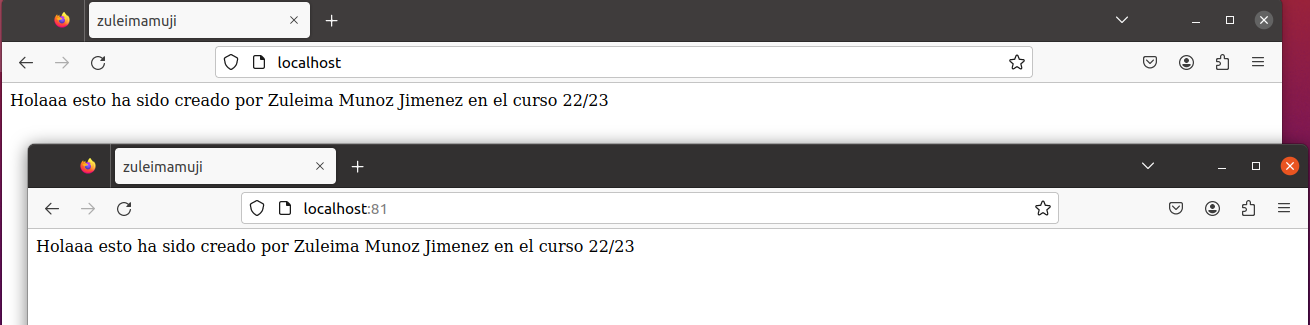 zuleimamuji
localhost
Holaaa esto ha sido creado por Zuleima Munoz Jimenez en el curso 22/23
zuleimamuji
localhost:81
Holaaa esto ha sido creado por Zuleima Munoz Jimenez en el curso 22/23